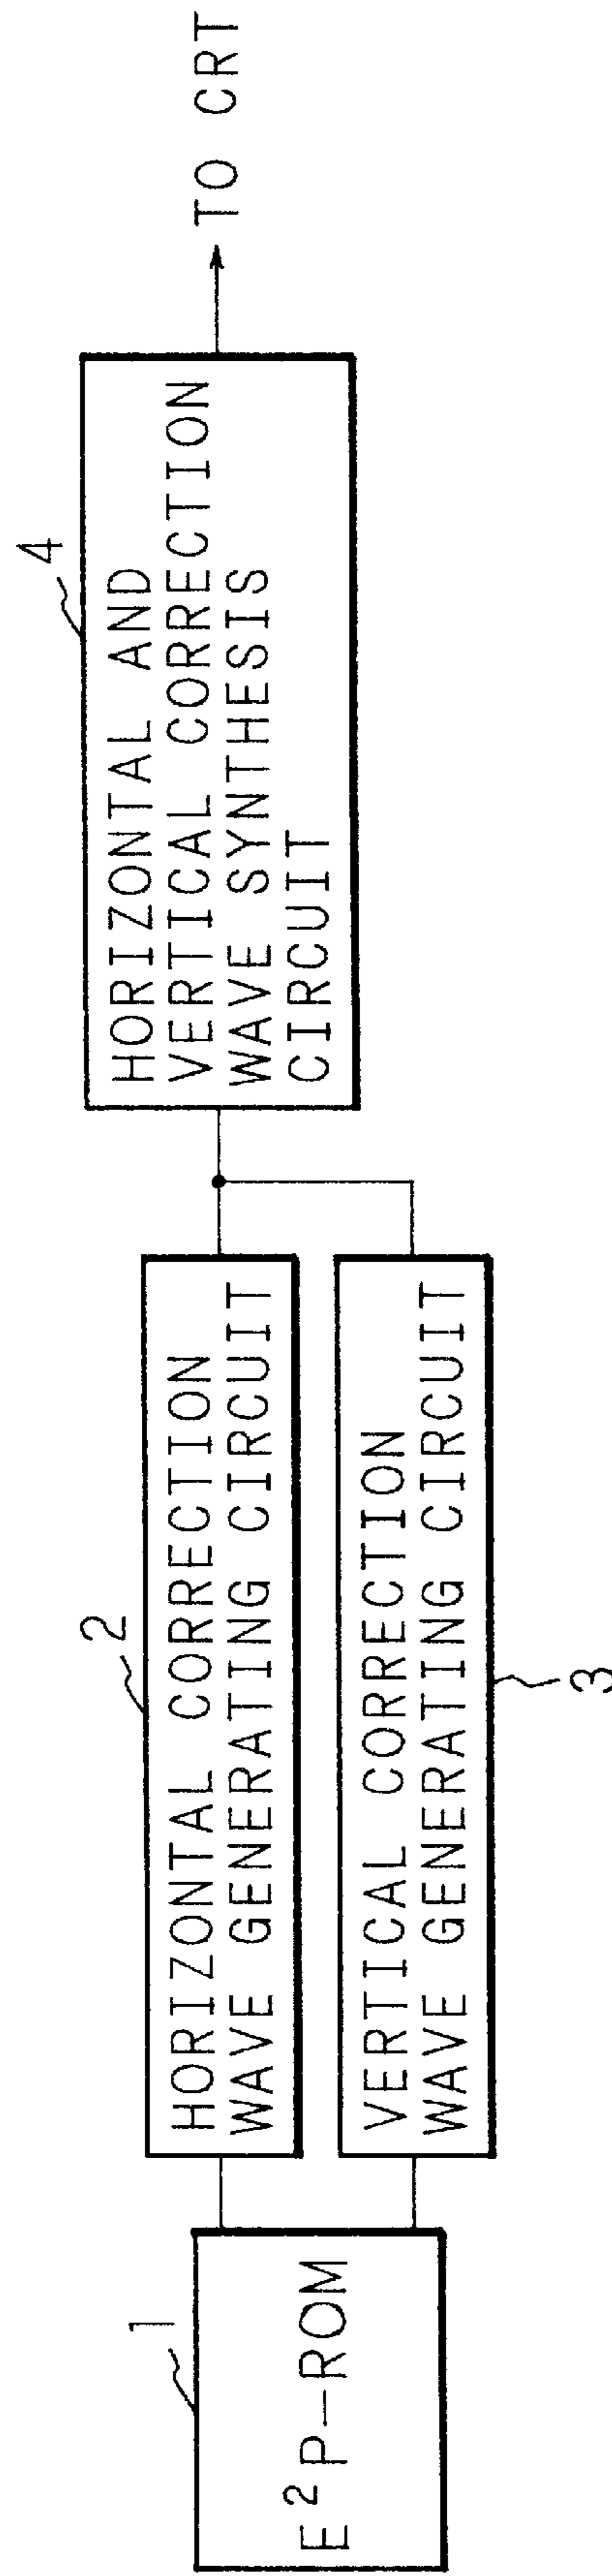 1
E²P-ROM
2
HORIZONTAL CORRECTION
WAVE GENERATING CIRCUIT
VERTICAL CORRECTION
WAVE GENERATING CIRCUIT
3
4
HORIZONTAL AND
VERTICAL CORRECTION
WAVE SYNTHESIS
CIRCUIT
TO CRT